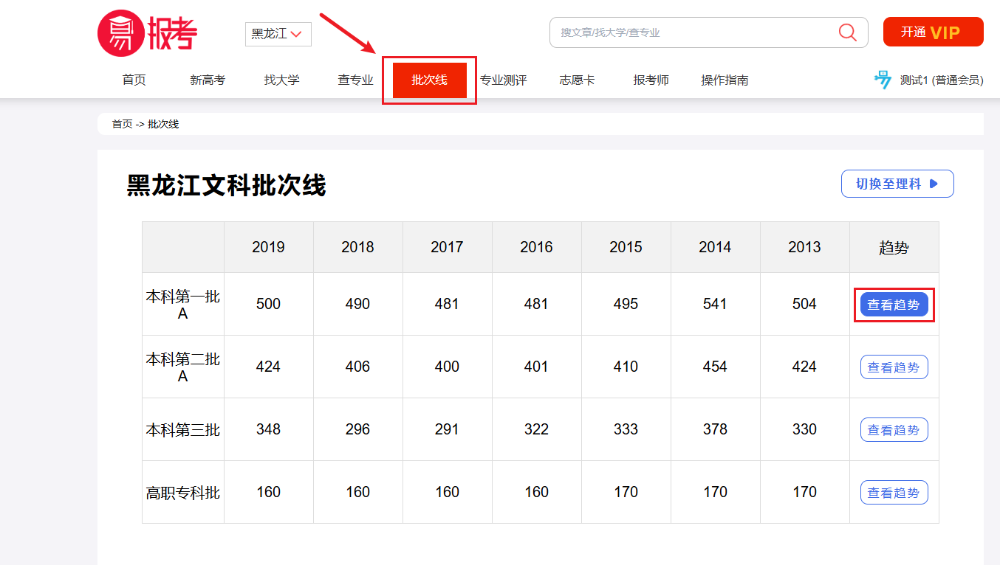 易报考
黑龙江
搜文章/找大学/查专业
开通 VIP
首页 新高考 找大学 查专业 批次线 专业测评 志愿卡 报考师 操作指南
测试1 (普通会员)
首页 -> 批次线
黑龙江文科批次线
切换至理科
2019 2018 2017 2016 2015 2014 2013 趋势
本科第一批
A
500 490 481 481 495 541 504 查看趋势
本科第二批
A
424 406 400 401 410 454 424 查看趋势
本科第三批 348 296 291 322 333 378 330 查看趋势
高职专科批 160 160 160 160 170 170 170 查看趋势